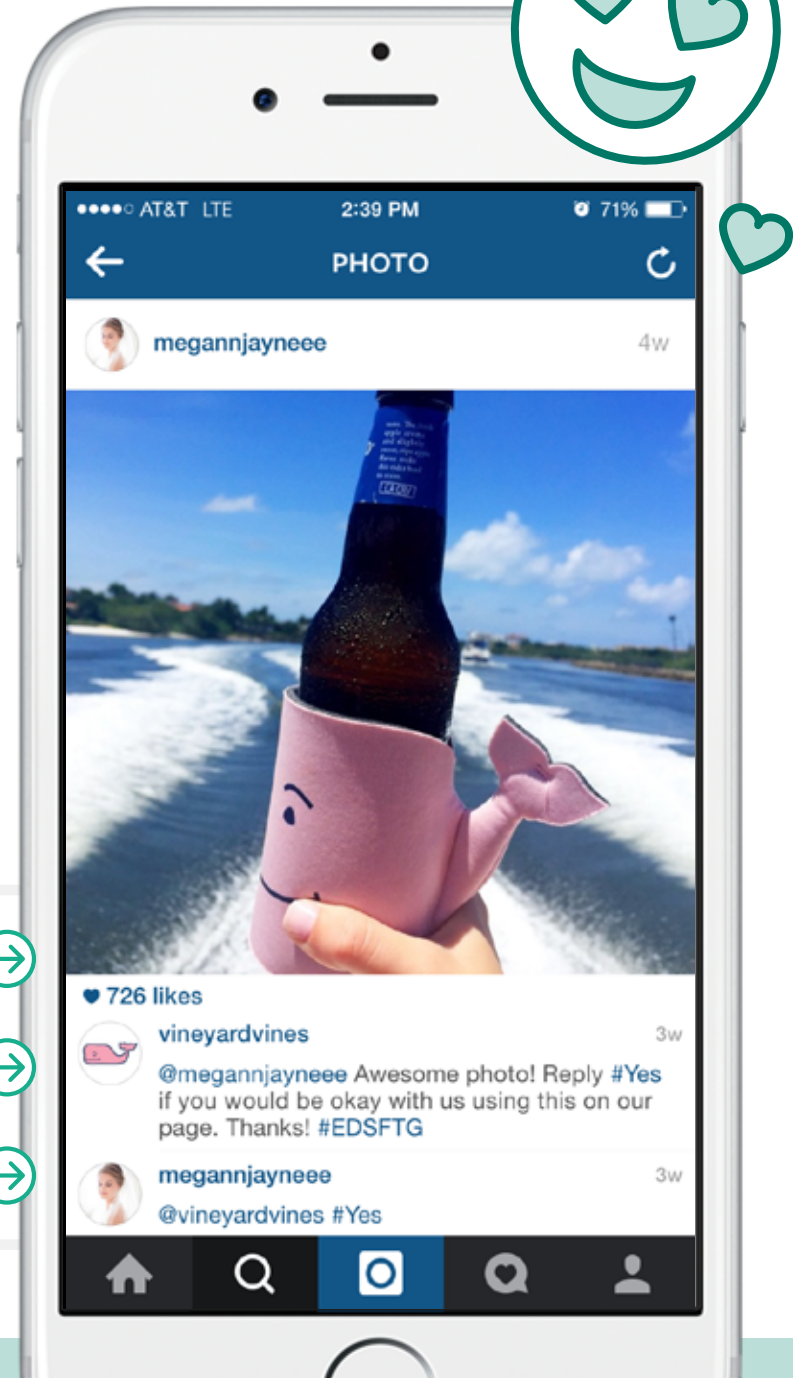 AT&T LTE 2:39 PM 71%
PHOTO
megannjayneee 4w
726 likes
vineyardvines 3w
@megannjayneee Awesome photo! Reply #Yes
if you would be okay with us using this on our
page. Thanks! #EDSFTG
megannjayneee 3w
@vineyardvines #Yes